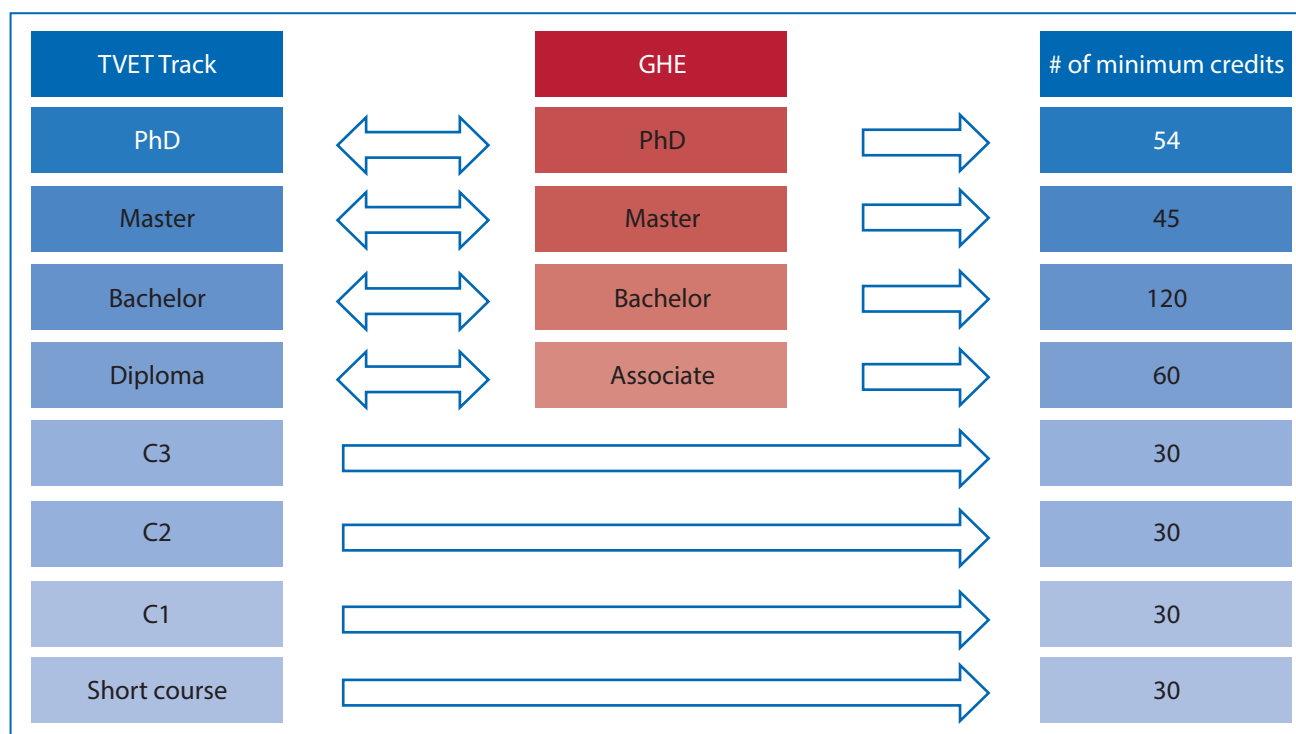 TVET Track
GHE
# of minimum credits
PhD
PhD
54
Master
Master
45
Bachelor
Bachelor
120
Diploma
Associate
60
C3
30
C2
30
C1
30
Short course
30